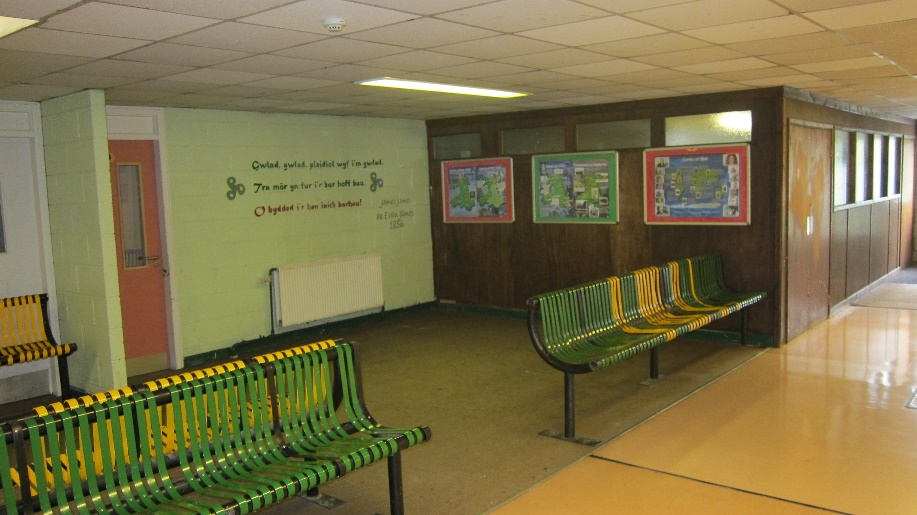 Gwlad, gwlad, pleidiol wyf i'm gwlad.
Tra môr yn fur i'r bur hoff bau,
O bydded i'r hen iaith barhau!
James James
ac Evan James
1856